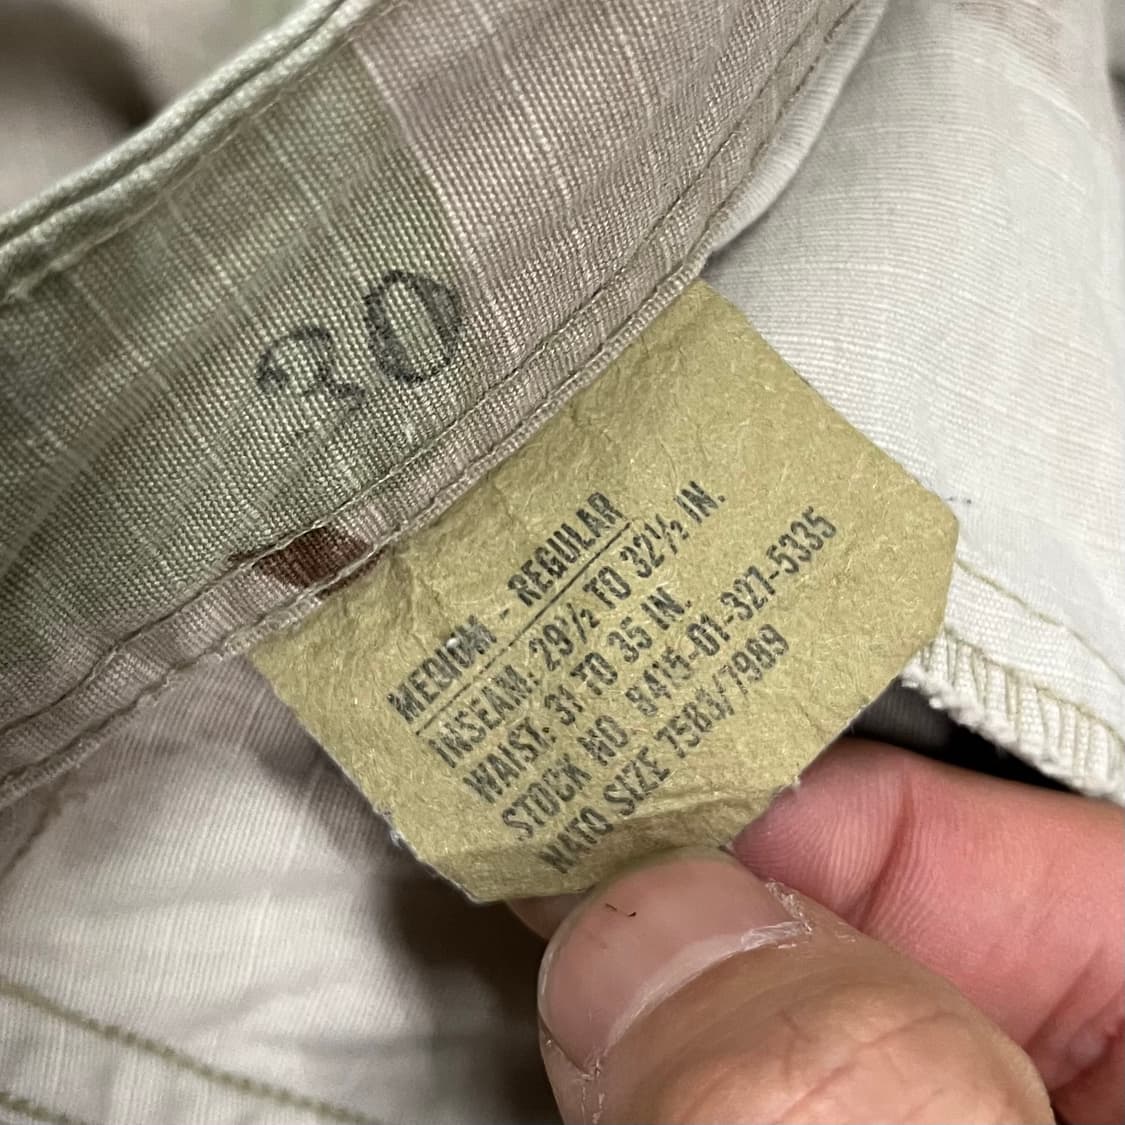 30
MEDIUM - REGULAR
INSEAM: 29½ TO 32½ IN.
WAIST: 31 TO 35 IN.
STOCK NO. 8415-01-327-5335
NATO SIZE 7583/7989